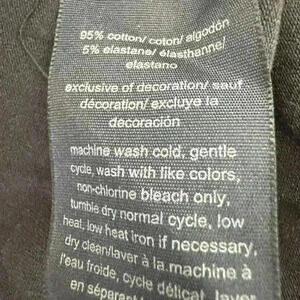 95% cotton/ coton/ algodón
5% elastane/ élasthanne/
elastano
exclusive of decoration/ sauf
décoration/ excluye la
decoración
machine wash cold, gentle
cycle, wash with like colors,
non-chlorine bleach only,
tumble dry normal cycle, low
heat, low heat iron if necessary,
dry clean/laver à la machine à
l'eau froide, cycle délicat, laver
en séparant